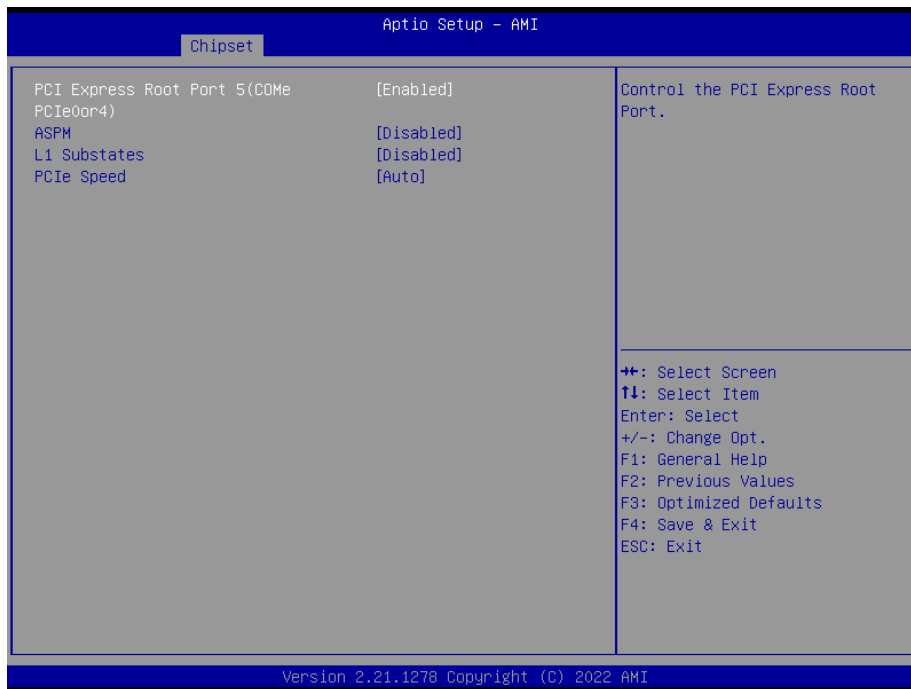 Aptio Setup – AMI
Chipset
PCI Express Root Port 5(COMe [Enabled]
PCIe0or4)
ASPM [Disabled]
L1 Substates [Disabled]
PCIe Speed [Auto]
Control the PCI Express Root
Port.
→←: Select Screen
↑↓: Select Item
Enter: Select
+/-: Change Opt.
F1: General Help
F2: Previous Values
F3: Optimized Defaults
F4: Save & Exit
ESC: Exit
Version 2.21.1278 Copyright (C) 2022 AMI